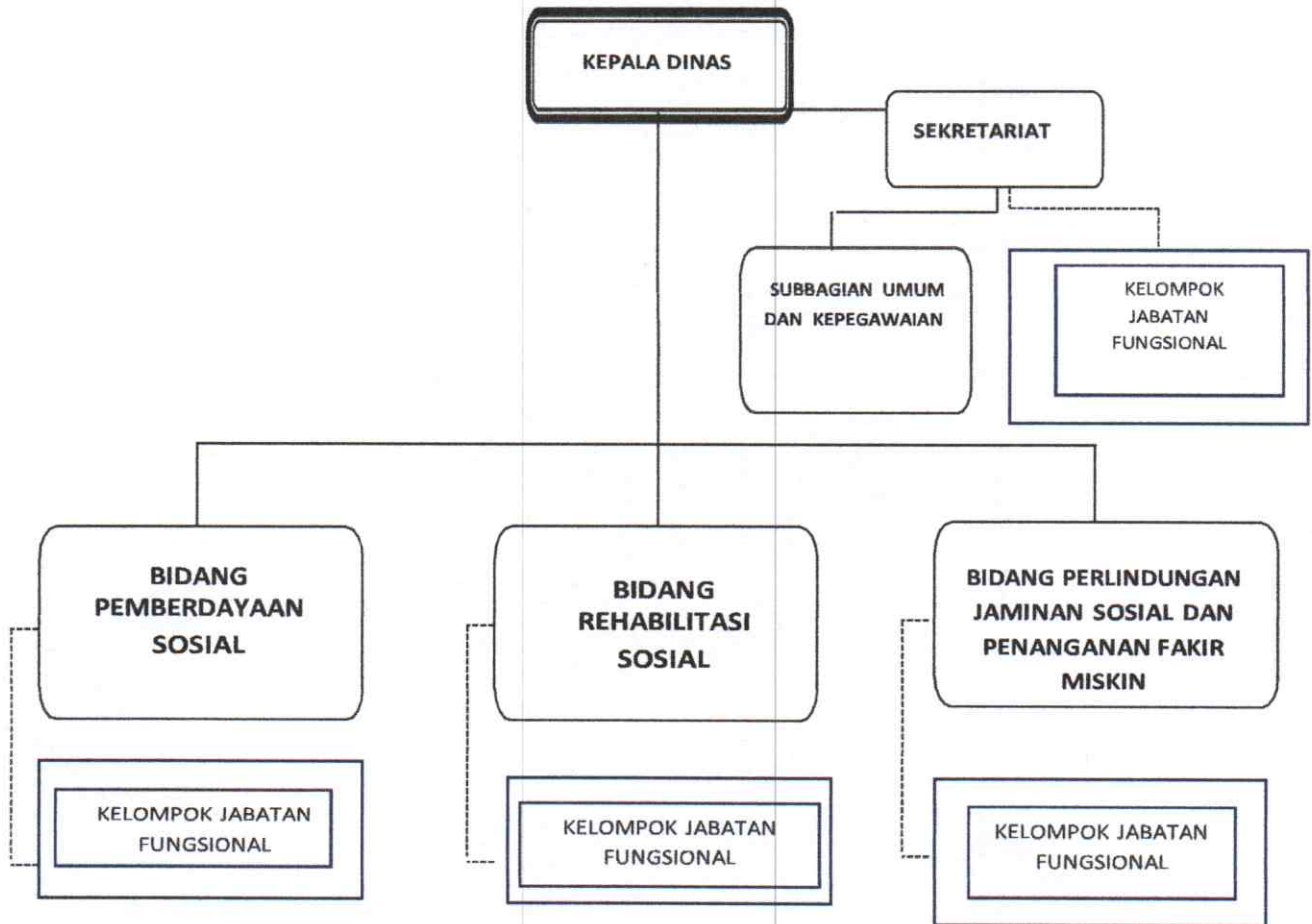 KEPALA DINAS
SEKRETARIAT
SUBBAGIAN UMUM
DAN KEPEGAWAIAN
KELOMPOK
JABATAN
FUNGSIONAL
BIDANG
PEMBERDAYAAN
SOSIAL
BIDANG
REHABILITASI
SOSIAL
BIDANG PERLINDUNGAN
JAMINAN SOSIAL DAN
PENANGANAN FAKIR
MISKIN
KELOMPOK JABATAN
FUNGSIONAL
KELOMPOK JABATAN
FUNGSIONAL
KELOMPOK JABATAN
FUNGSIONAL